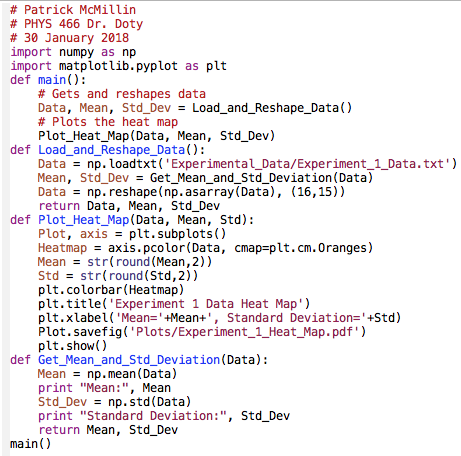 # Patrick McMillin
# PHYS 466 Dr. Doty
# 30 January 2018
import numpy as np
import matplotlib.pyplot as plt
def main():
    # Gets and reshapes data
    Data, Mean, Std_Dev = Load_and_Reshape_Data()
    # Plots the heat map
    Plot_Heat_Map(Data, Mean, Std_Dev)
def Load_and_Reshape_Data():
    Data = np.loadtxt('Experimental_Data/Experiment_1_Data.txt')
    Mean, Std_Dev = Get_Mean_and_Std_Deviation(Data)
    Data = np.reshape(np.asarray(Data), (16,15))
    return Data, Mean, Std_Dev
def Plot_Heat_Map(Data, Mean, Std):
    Plot, axis = plt.subplots()
    Heatmap = axis.pcolor(Data, cmap=plt.cm.Oranges)
    Mean = str(round(Mean,2))
    Std = str(round(Std,2))
    plt.colorbar(Heatmap)
    plt.title('Experiment 1 Data Heat Map')
    plt.xlabel('Mean='+Mean+', Standard Deviation='+Std)
    Plot.savefig('Plots/Experiment_1_Heat_Map.pdf')
    plt.show()
def Get_Mean_and_Std_Deviation(Data):
    Mean = np.mean(Data)
    print "Mean:", Mean
    Std_Dev = np.std(Data)
    print "Standard Deviation:", Std_Dev
    return Mean, Std_Dev
main()